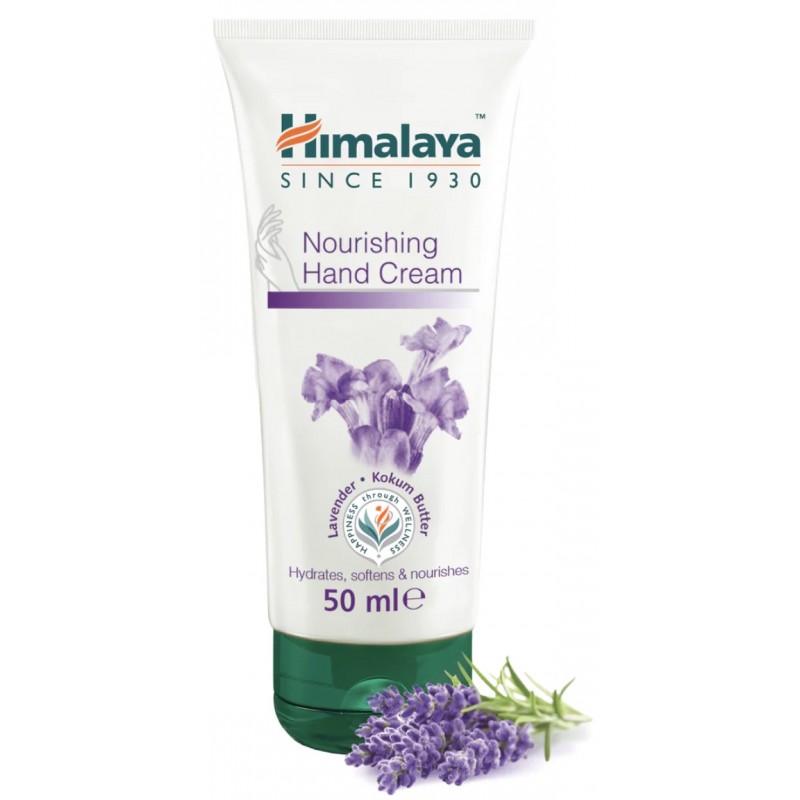 Himalaya™
SINCE 1930
Nourishing
Hand Cream
Lavender • Kokum Butter
HAPPINESS through WELLNESS
Hydrates, softens & nourishes
50 ml ℮